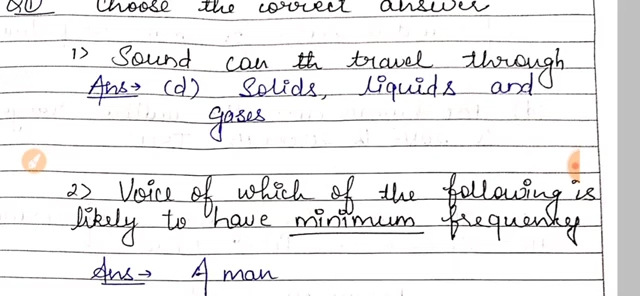 Q1) Choose the correct answer
1) Sound can th travel through
Ans → (d) Solids, liquids and
gases
2) Voice of which of the following is
likely to have minimum frequency
Ans → A man